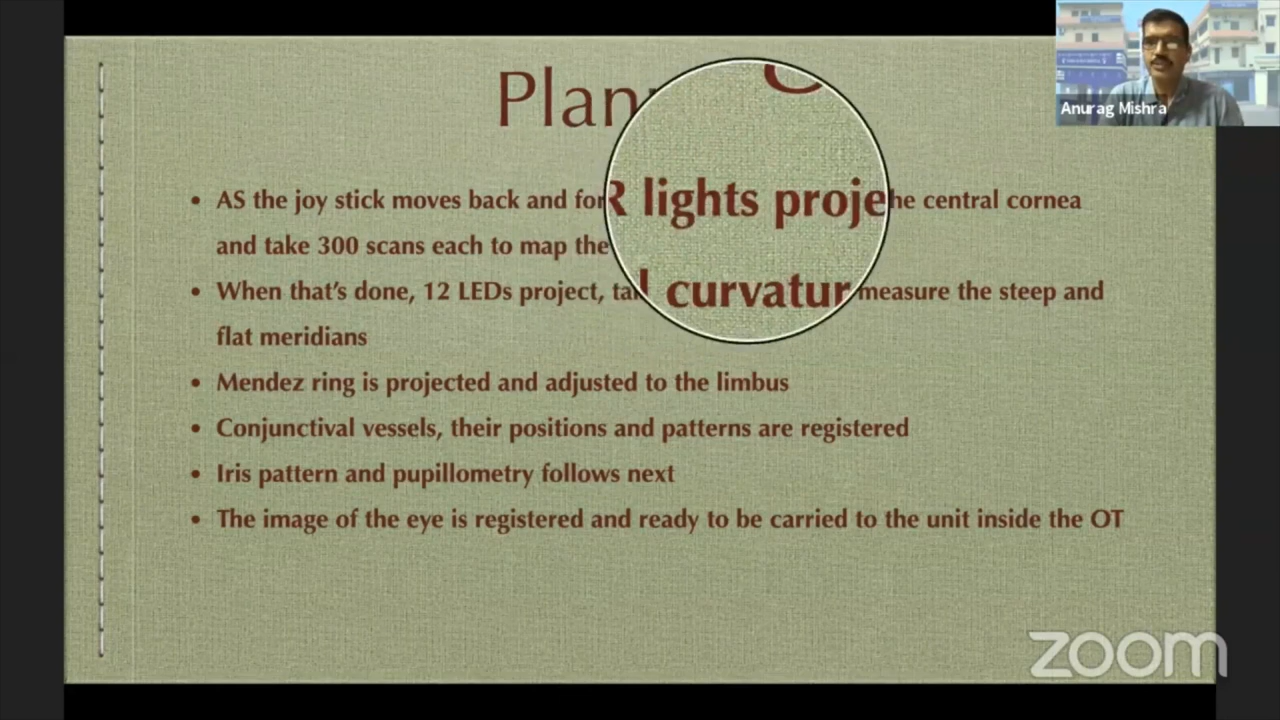 Anurag Mishra
• AS the joy stick moves back and lights proje central cornea
and take 300 scans each to map the curvatur
• When that's done, 12 LEDs project, measure the steep and
flat meridians
• Mendez ring is projected and adjusted to the limbus
• Conjunctival vessels, their positions and patterns are registered
• Iris pattern and pupillometry follows next
• The image of the eye is registered and ready to be carried to the unit inside the OT
zoom